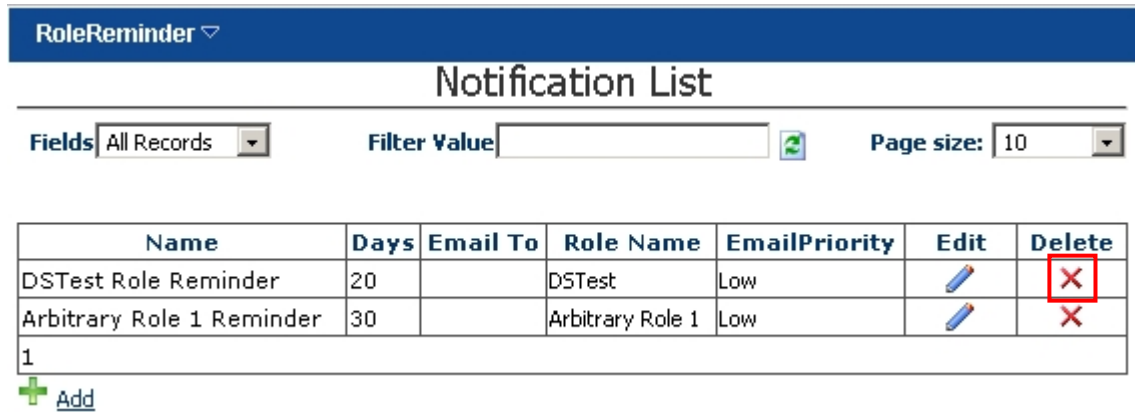 RoleReminder
Notification List
Fields All Records Filter Value Page size: 10
Name Days Email To Role Name EmailPriority Edit Delete
DSTest Role Reminder 20 DSTest Low
Arbitrary Role 1 Reminder 30 Arbitrary Role 1 Low
1
Add